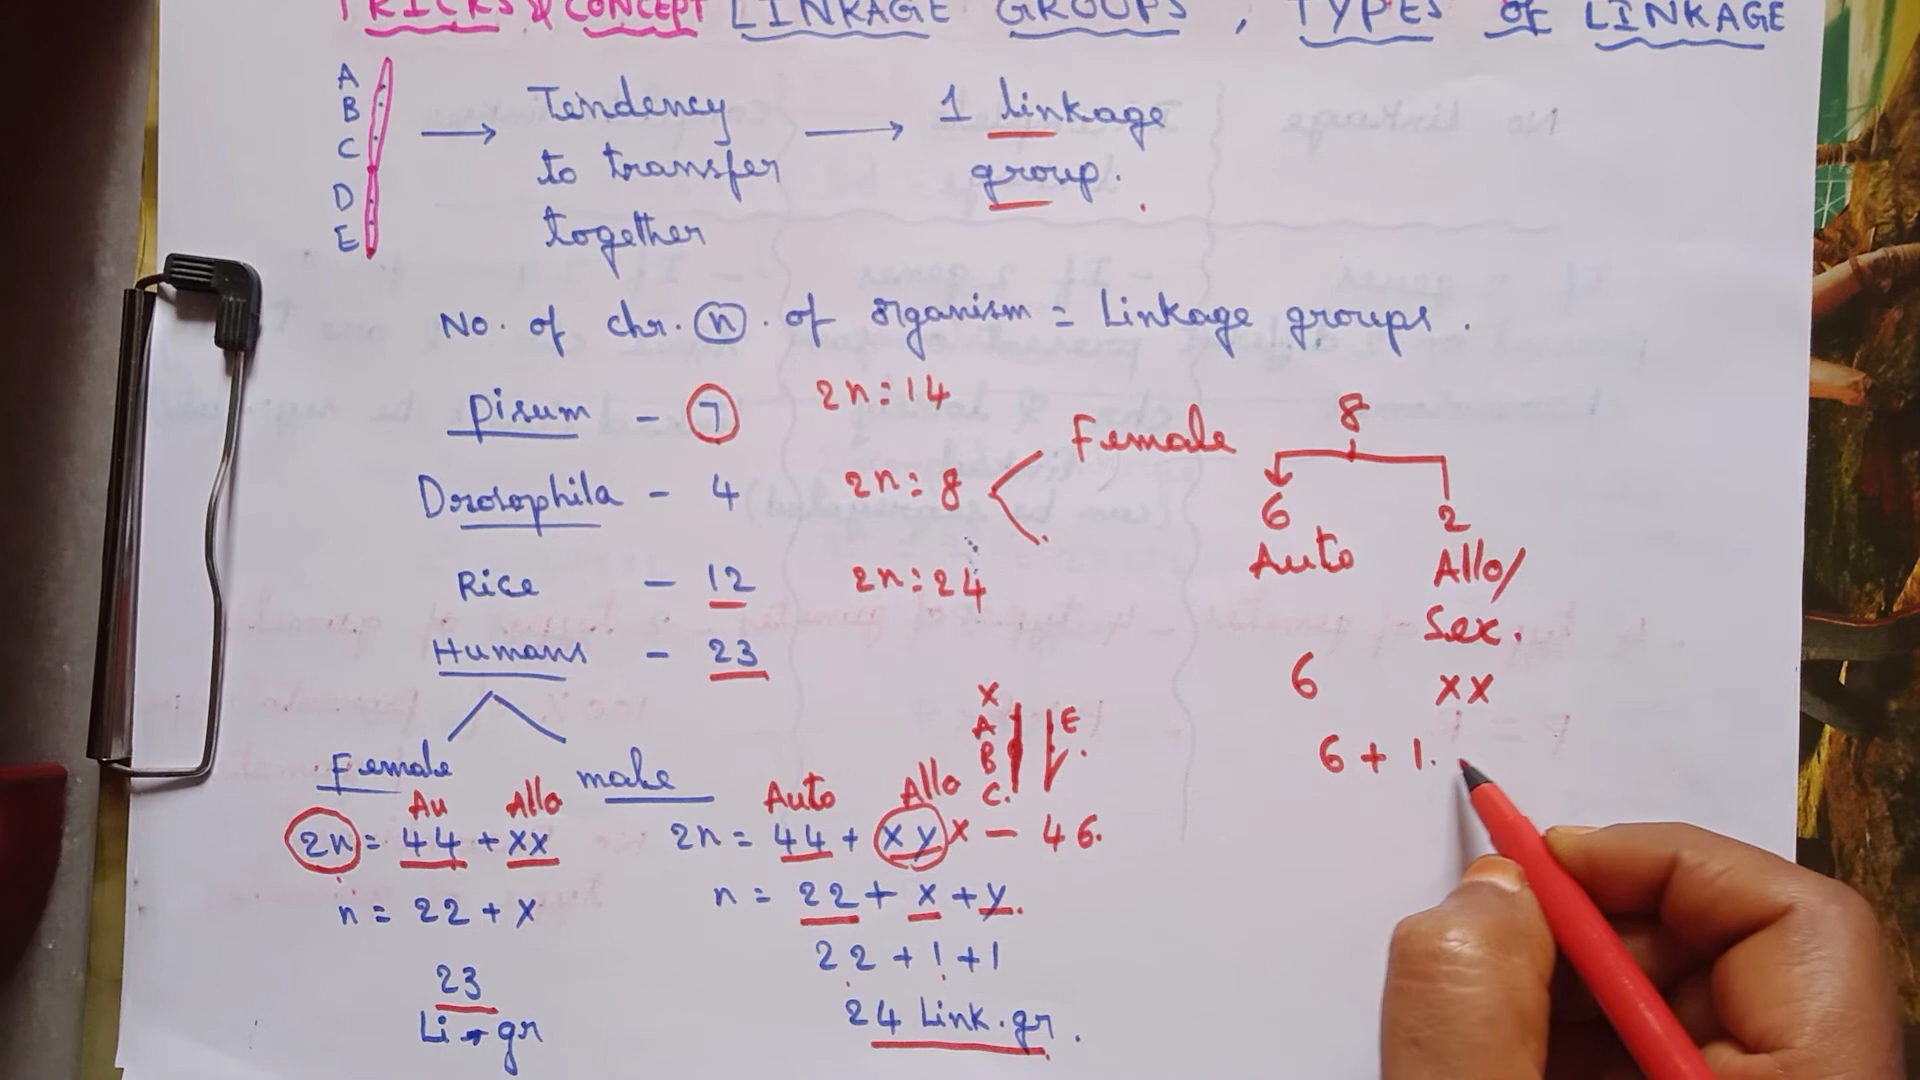 TRICKS & CONCEPT LINKAGE GROUPS, TYPES of LINKAGE
A
B
C
D
E
Tendency
to transfer
together
1 linkage
group.
No. of chr. n. of organism = Linkage groups.
Pisum - 7 2n = 14
Drosophila - 4 2n = 8
Rice - 12 2n = 24
Humans - 23
Female
8
6
Auto
2
Allo/
Sex.
6 XX
6 + 1.
Female
Au Allo
2n = 44 + XX
n = 22 + X
23
Li-gr
male
Auto Allo
X
A
B
C.
E
2n = 44 + XY X - 46.
n = 22 + X + Y.
22 + 1 + 1
24 Link.gr.